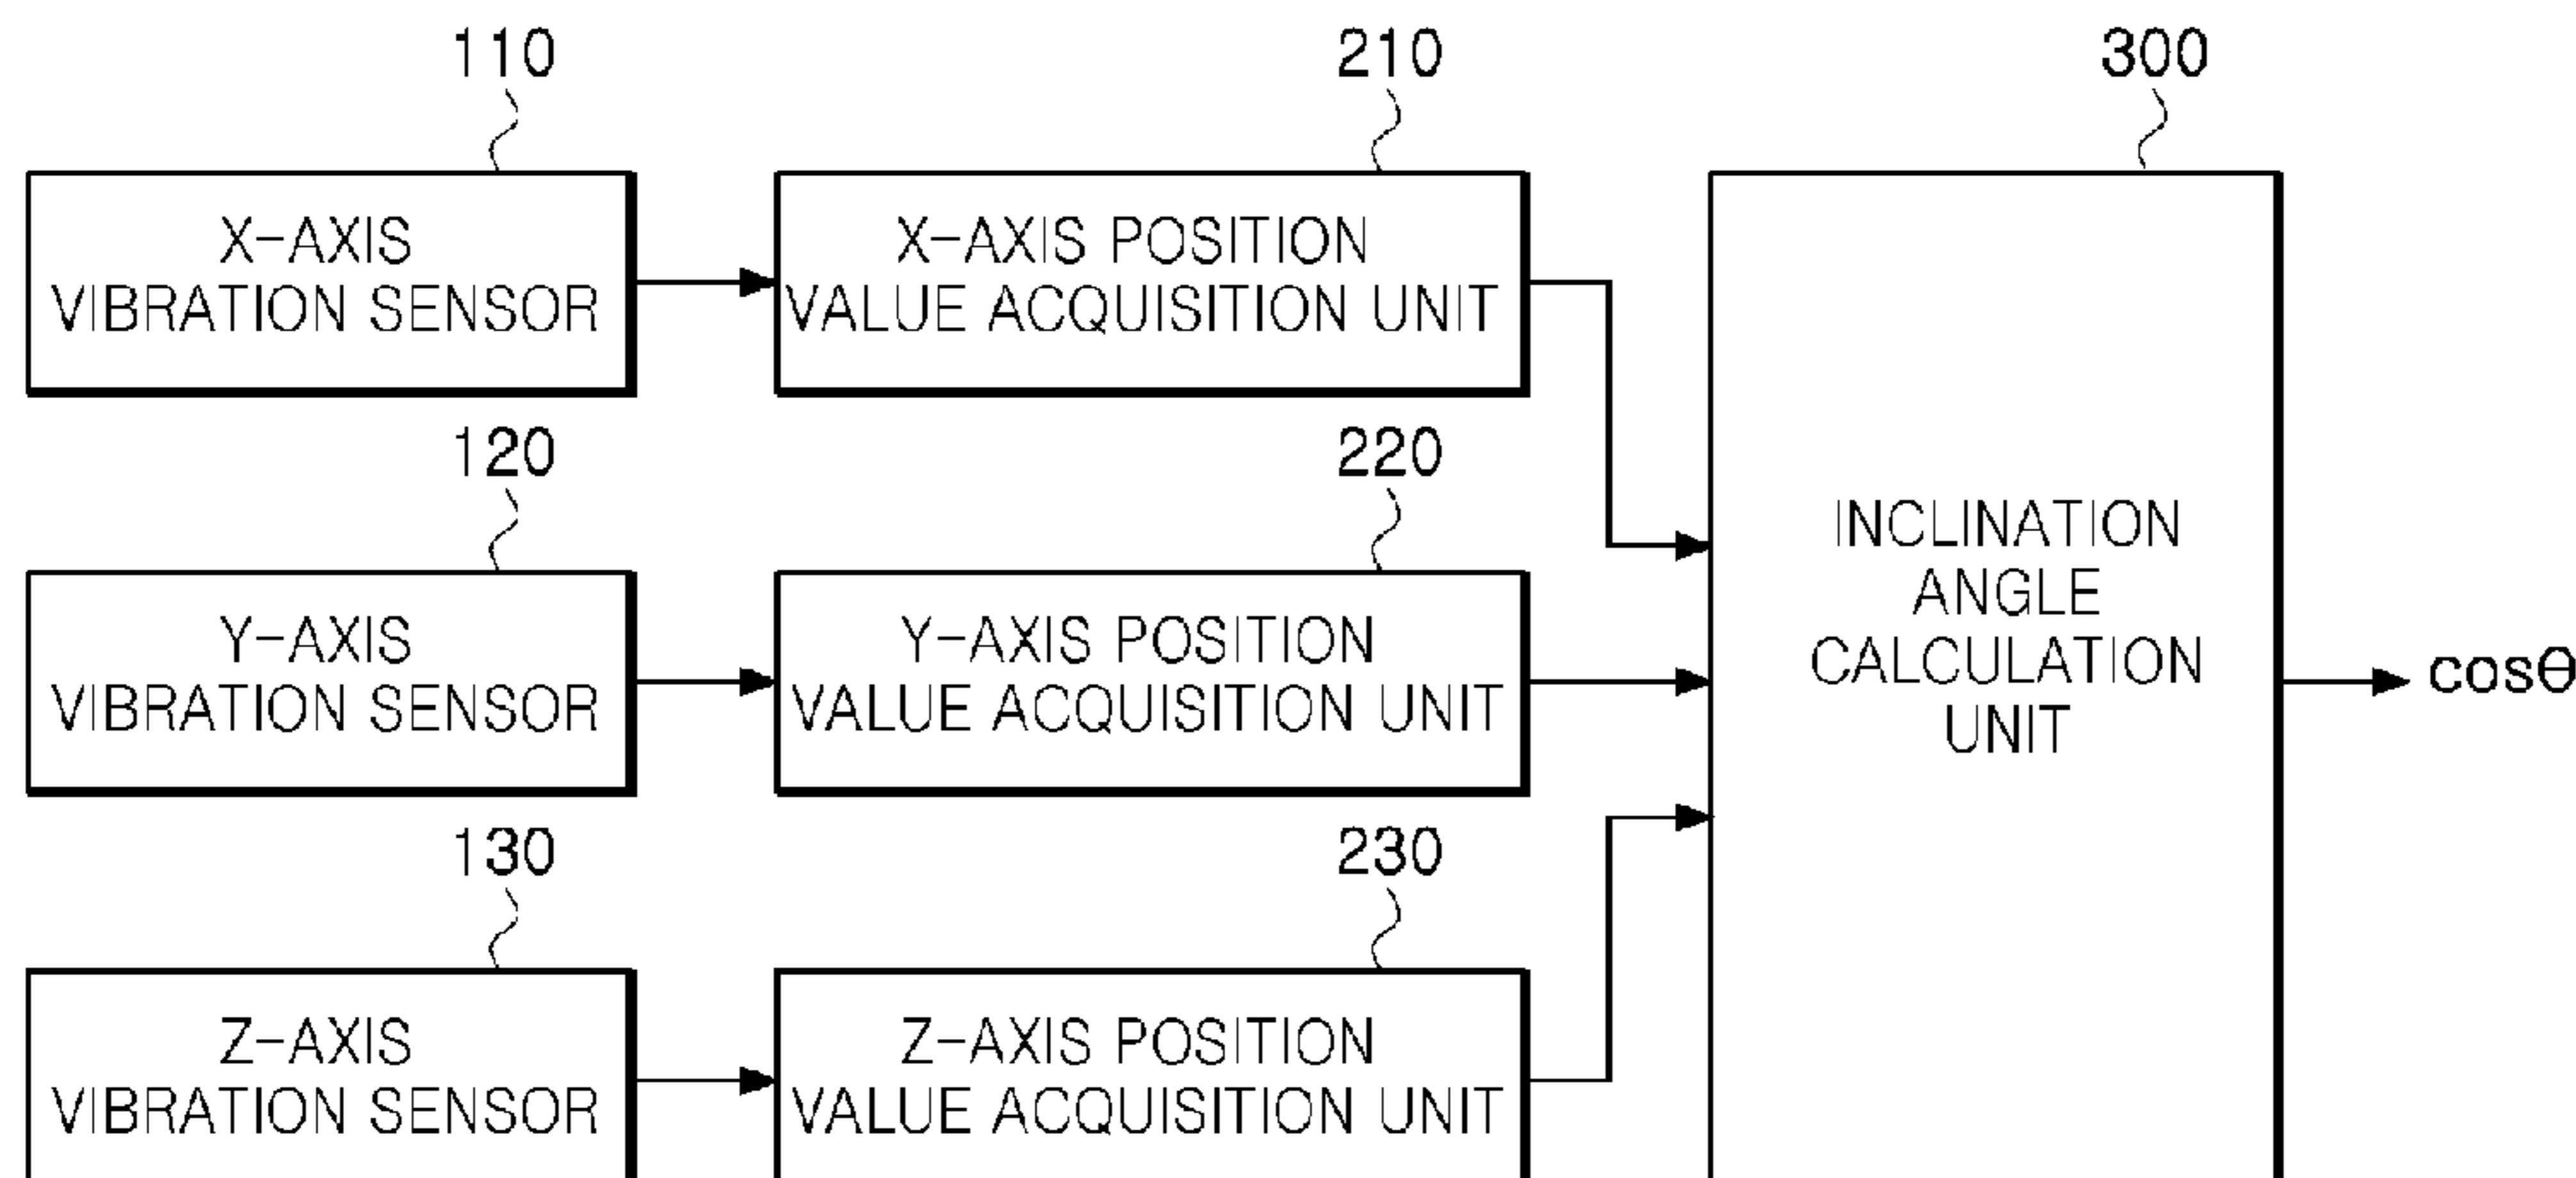 110
210
300
X-AXIS
VIBRATION SENSOR
X-AXIS POSITION
VALUE ACQUISITION UNIT
120
220
Y-AXIS
VIBRATION SENSOR
Y-AXIS POSITION
VALUE ACQUISITION UNIT
INCLINATION
ANGLE
CALCULATION
UNIT
cosθ
130
230
Z-AXIS
VIBRATION SENSOR
Z-AXIS POSITION
VALUE ACQUISITION UNIT